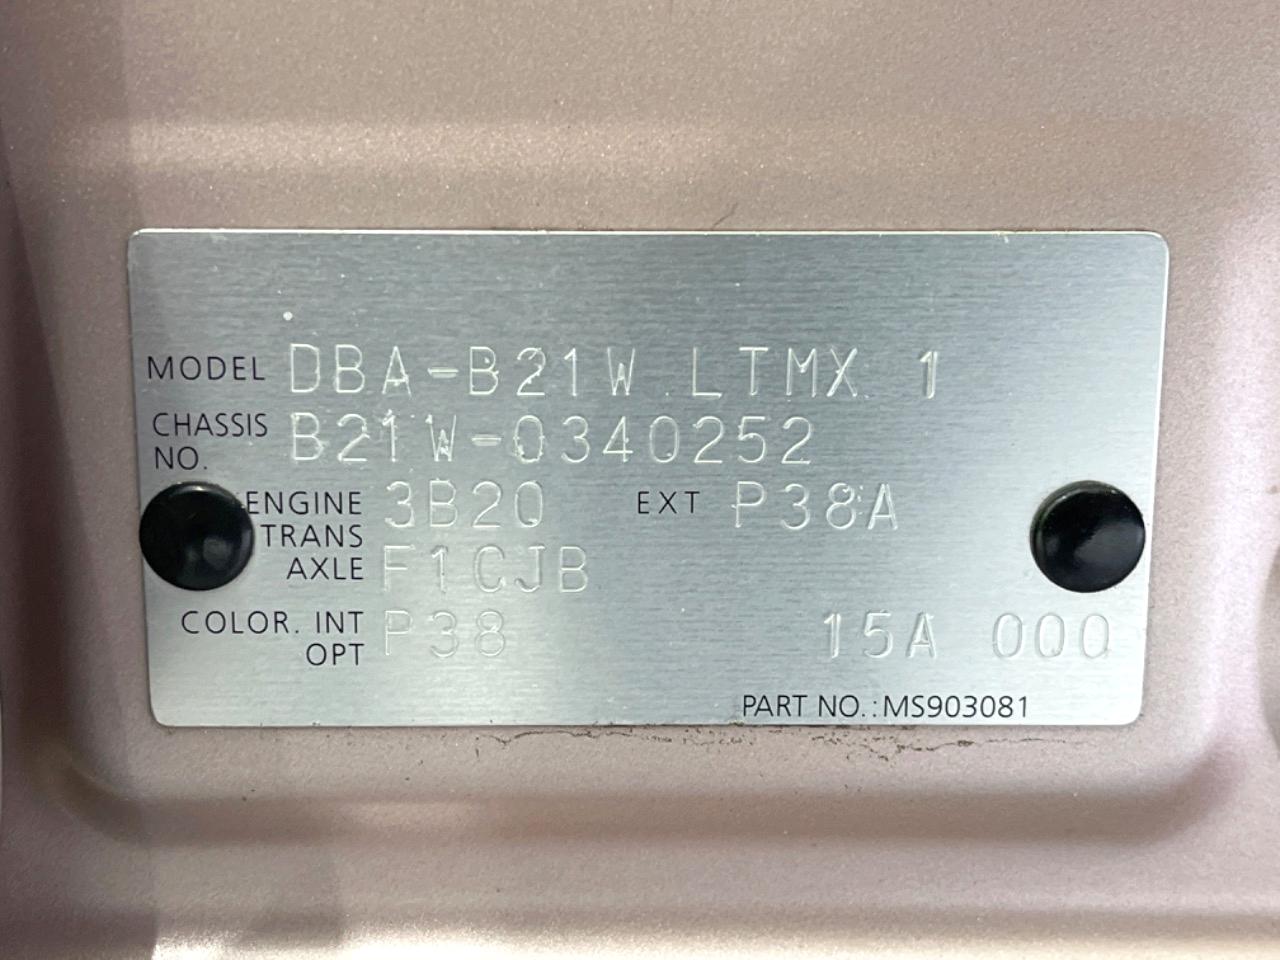 MODEL DBA-B21W LTMX 1
CHASSIS NO. B21W-0340252
ENGINE 3B20 EXT P38A
TRANS AXLE F1CJB
COLOR. INT OPT P38 15A 000
PART NO.:MS903081